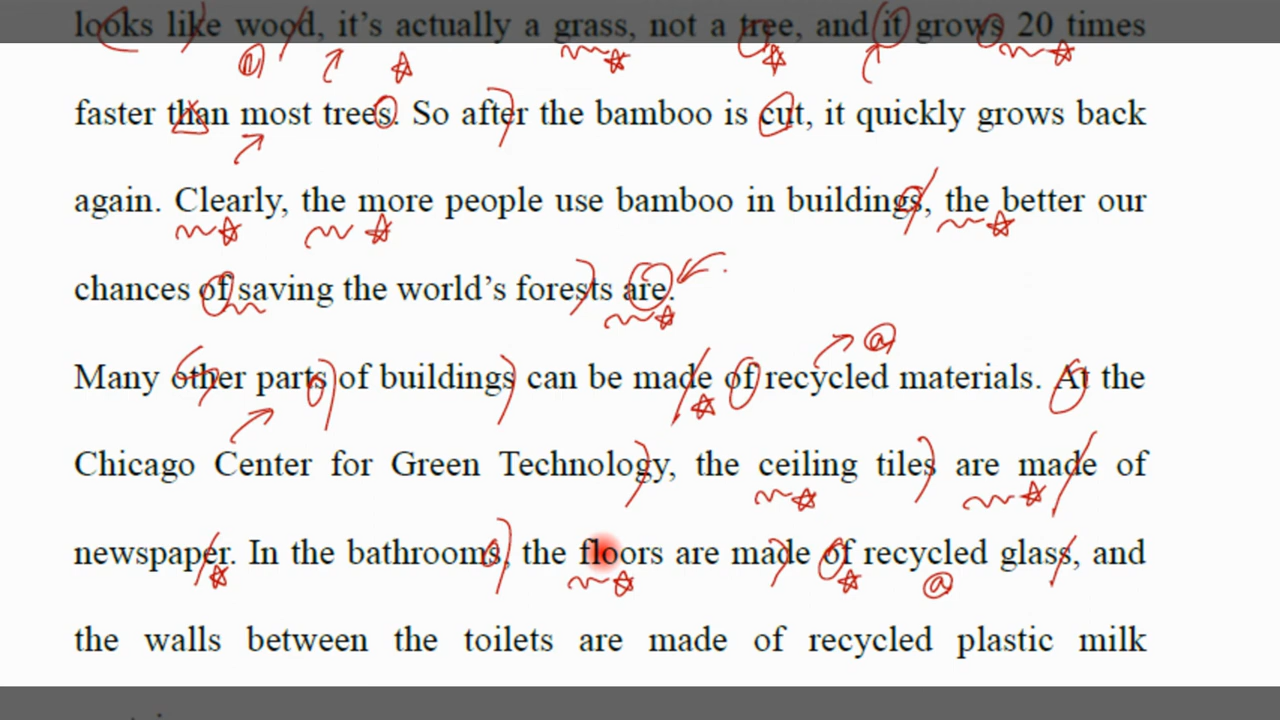 looks like wood, it’s actually a grass, not a tree, and it grows 20 times
faster than most trees. So after the bamboo is cut, it quickly grows back
again. Clearly, the more people use bamboo in buildings, the better our
chances of saving the world’s forests are.
Many other parts of buildings can be made of recycled materials. At the
Chicago Center for Green Technology, the ceiling tiles are made of
newspaper. In the bathrooms, the floors are made of recycled glass, and
the walls between the toilets are made of recycled plastic milk